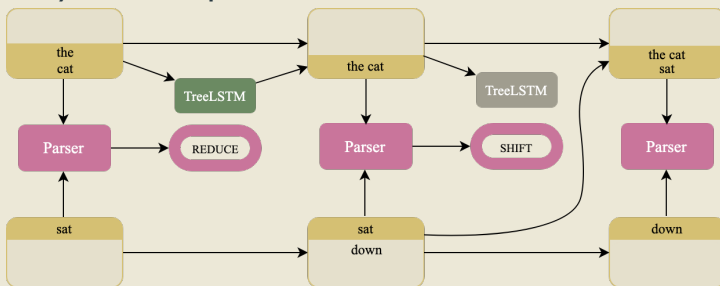 the
cat
the cat
the cat
sat
TreeLSTM
TreeLSTM
Parser
REDUCE
Parser
SHIFT
Parser
sat
sat
down
down